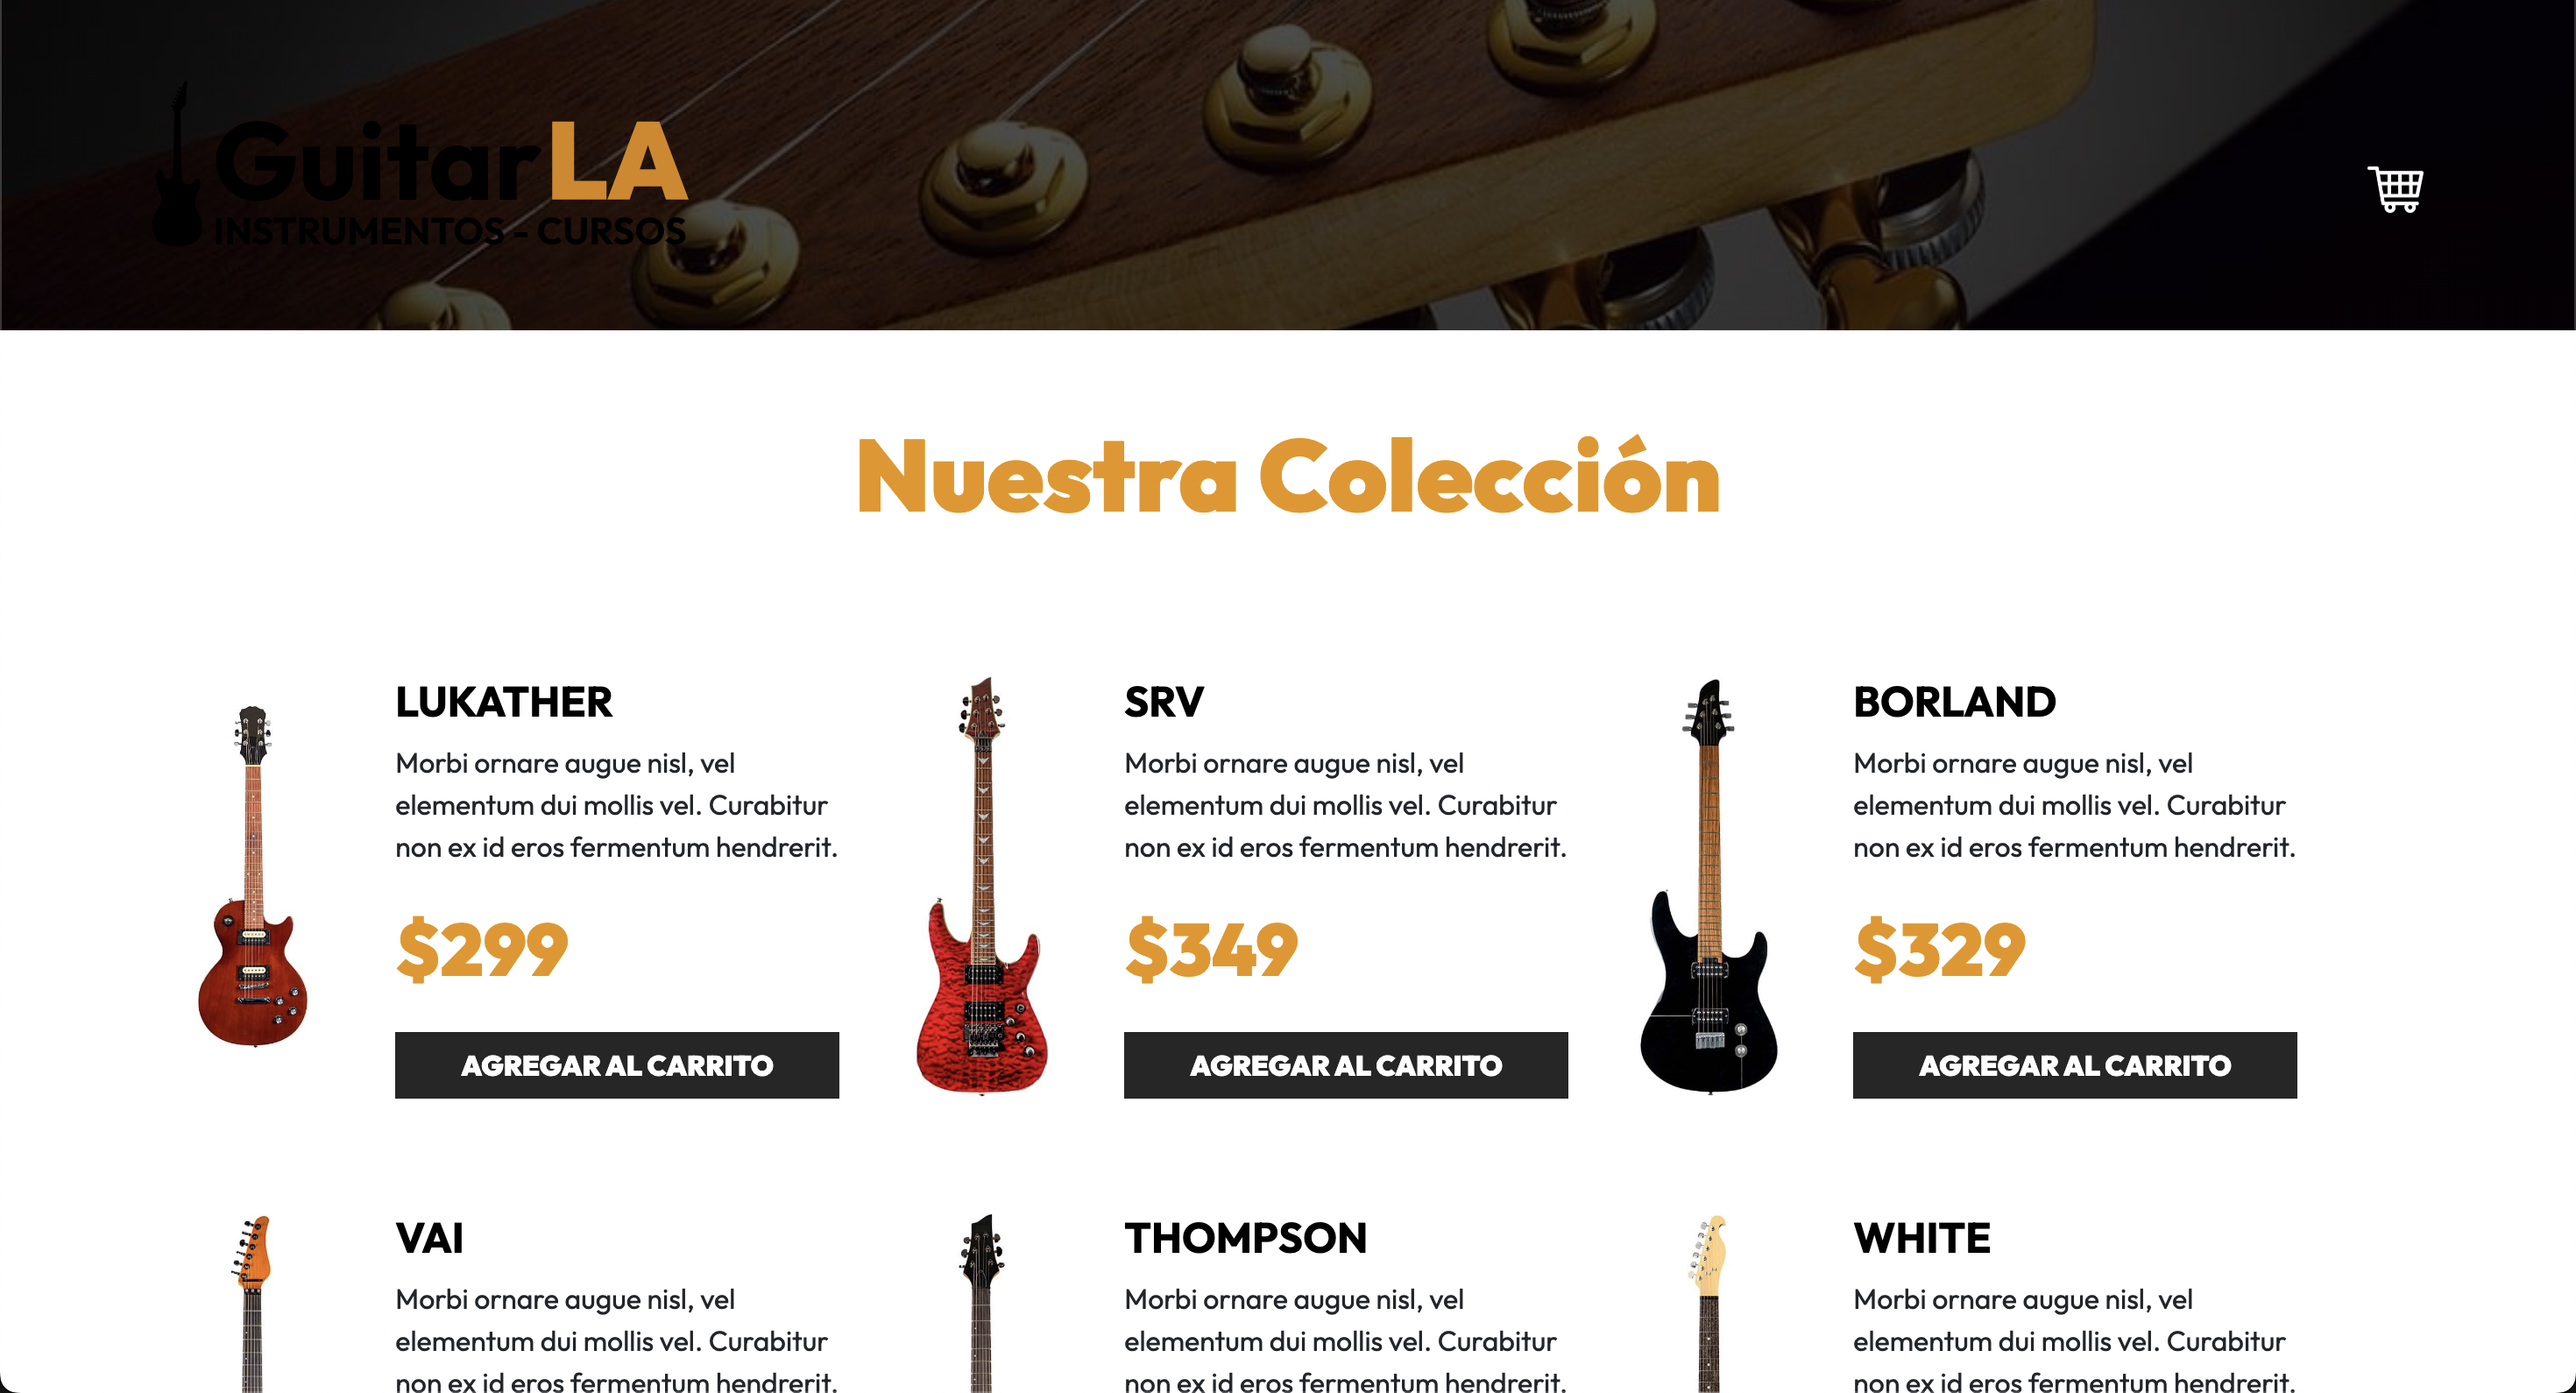 GuitarLA
INSTRUMENTOS - CURSOS
Nuestra Colección
LUKATHER
Morbi ornare augue nisl, vel
elementum dui mollis vel. Curabitur
non ex id eros fermentum hendrerit.
$299
AGREGAR AL CARRITO
SRV
Morbi ornare augue nisl, vel
elementum dui mollis vel. Curabitur
non ex id eros fermentum hendrerit.
$349
AGREGAR AL CARRITO
BORLAND
Morbi ornare augue nisl, vel
elementum dui mollis vel. Curabitur
non ex id eros fermentum hendrerit.
$329
AGREGAR AL CARRITO
VAI
Morbi ornare augue nisl, vel
elementum dui mollis vel. Curabitur
non ex id eros fermentum hendrerit.
THOMPSON
Morbi ornare augue nisl, vel
elementum dui mollis vel. Curabitur
non ex id eros fermentum hendrerit.
WHITE
Morbi ornare augue nisl, vel
elementum dui mollis vel. Curabitur
non ex id eros fermentum hendrerit.